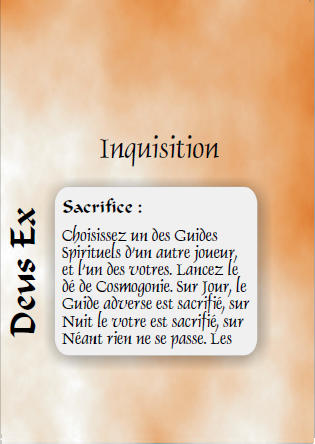 Inquisition
Deus Ex
Sacrifice :
Choisissez un des Guides
Spirituels d'un autre joueur,
et l'un des votres. Lancez le
dé de Cosmogonie. Sur Jour, le
Guide adverse est sacrifié, sur
Nuit le votre est sacrifié, sur
Néant rien ne se passe. Les